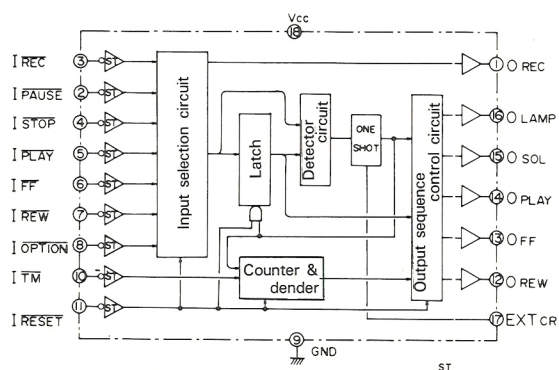 Vcc
18
I REC 3 ST 1 O REC
I PAUSE 2 ST
I STOP 4 ST
I PLAY 5 ST
I FF 6 ST
I REW 7 ST
I OPTION 8 ST
I TM 10 ST
I RESET 11 ST
Input selection circuit
Latch
Detector circuit
ONE SHOT
Counter & dender
Output sequence control circuit
16 O LAMP
15 O SOL
14 O PLAY
13 O FF
12 O REW
17 EXT CR
9 GND
ST